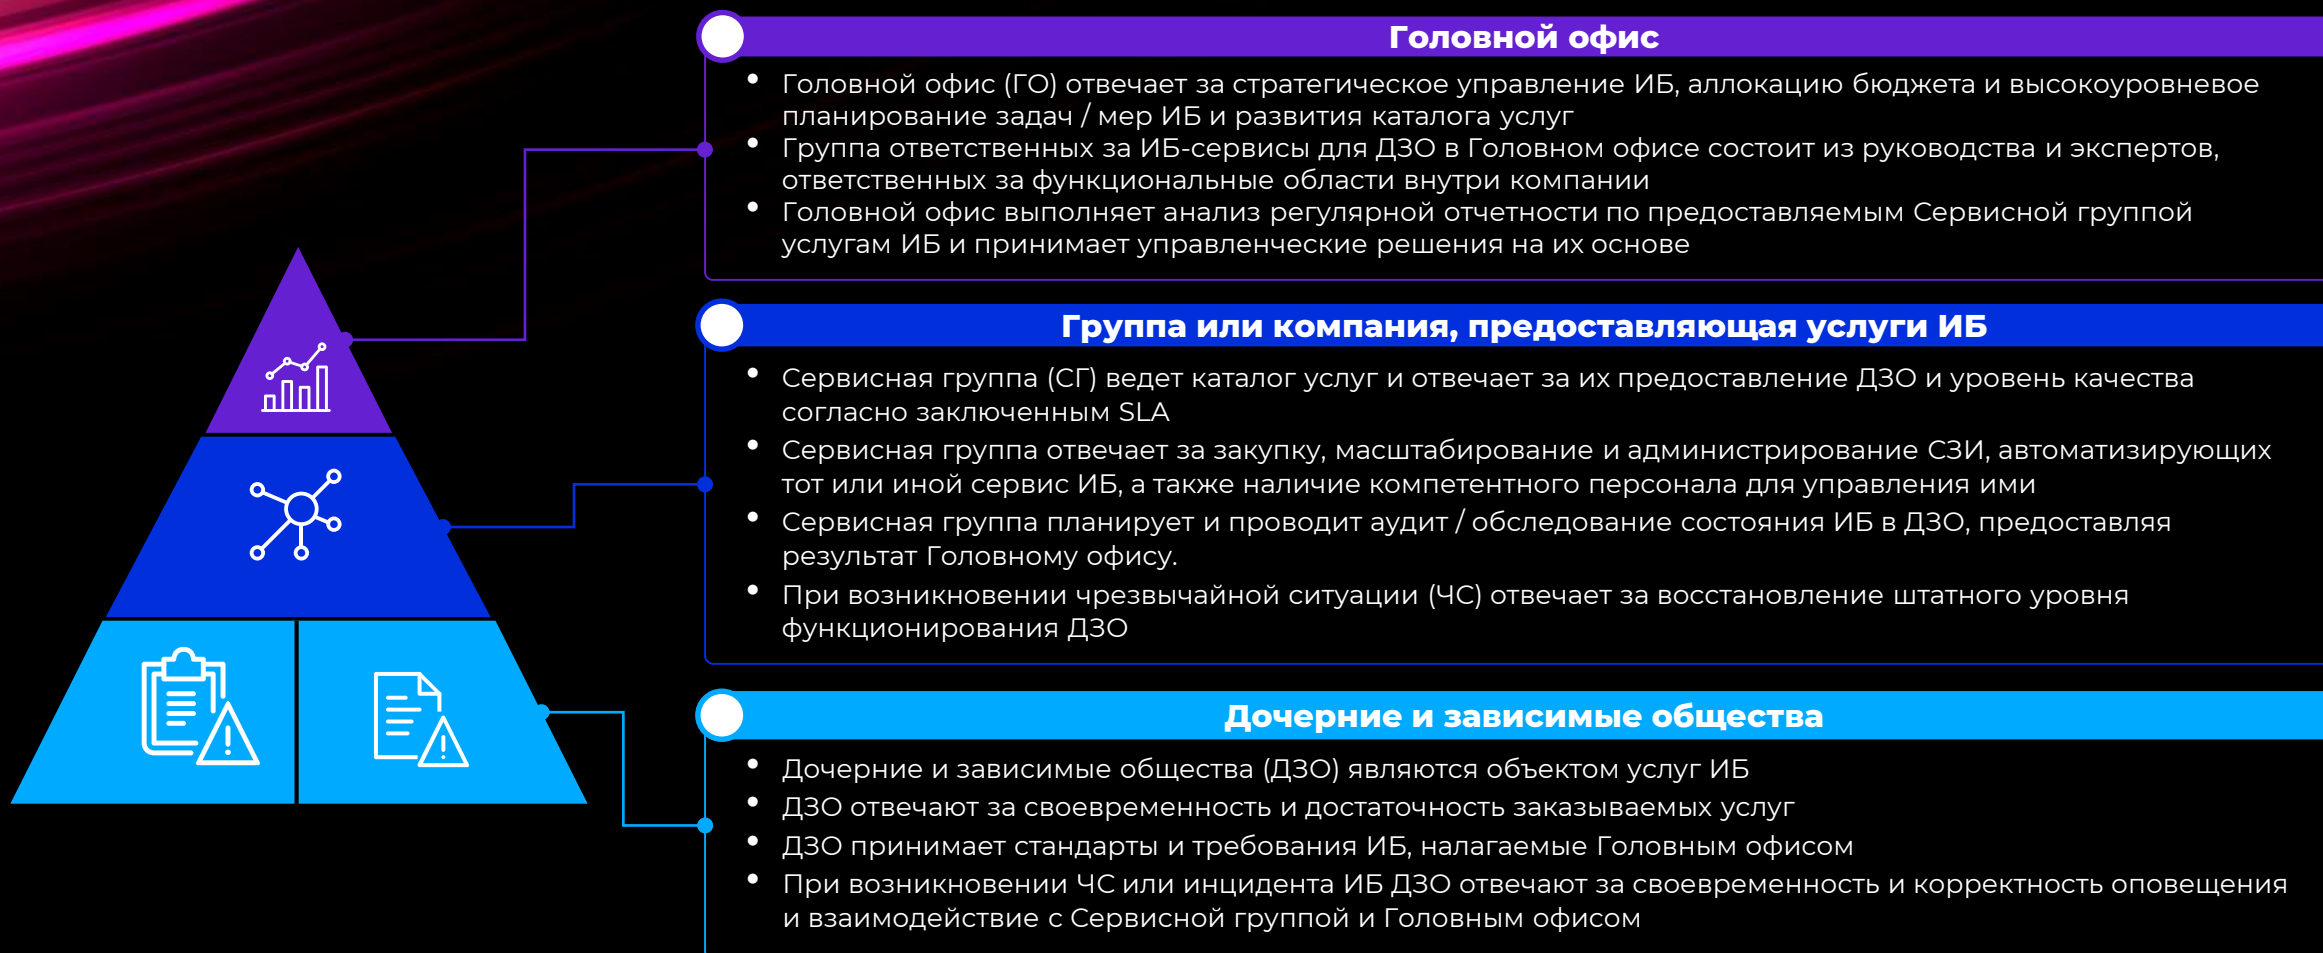 Головной офис
• Головной офис (ГО) отвечает за стратегическое управление ИБ, аллокацию бюджета и высокоуровневое
планирование задач / мер ИБ и развития каталога услуг
• Группа ответственных за ИБ-сервисы для ДЗО в Головном офисе состоит из руководства и экспертов,
ответственных за функциональные области внутри компании
• Головной офис выполняет анализ регулярной отчетности по предоставляемым Сервисной группой
услугам ИБ и принимает управленческие решения на их основе
Группа или компания, предоставляющая услуги ИБ
• Сервисная группа (СГ) ведет каталог услуг и отвечает за их предоставление ДЗО и уровень качества
согласно заключенным SLA
• Сервисная группа отвечает за закупку, масштабирование и администрирование СЗИ, автоматизирующих
тот или иной сервис ИБ, а также наличие компетентного персонала для управления ими
• Сервисная группа планирует и проводит аудит / обследование состояния ИБ в ДЗО, предоставляя
результат Головному офису.
• При возникновении чрезвычайной ситуации (ЧС) отвечает за восстановление штатного уровня
функционирования ДЗО
Дочерние и зависимые общества
• Дочерние и зависимые общества (ДЗО) являются объектом услуг ИБ
• ДЗО отвечают за своевременность и достаточность заказываемых услуг
• ДЗО принимает стандарты и требования ИБ, налагаемые Головным офисом
• При возникновении ЧС или инцидента ИБ ДЗО отвечают за своевременность и корректность оповещения
и взаимодействие с Сервисной группой и Головным офисом